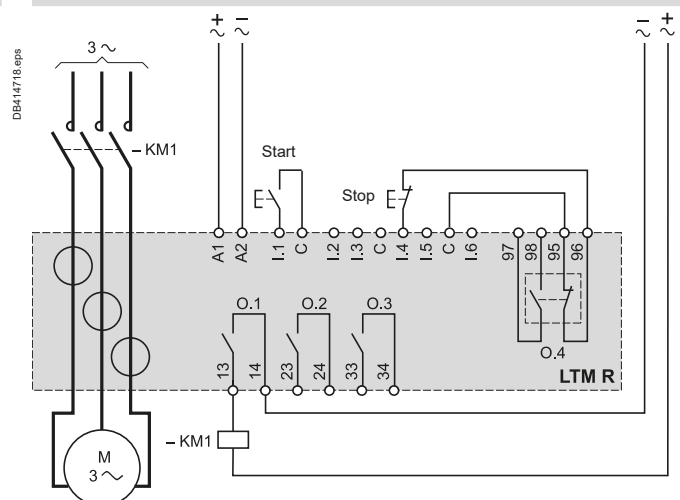 DB414718.eps
3 ~
– KM1
+ ~
– ~
– ~
+ ~
Start
Stop
A1 A2 I.1 C I.2 I.3 C I.4 I.5 C I.6 97 98 95 96
O.1 O.2 O.3
O.4
13 14 23 24 33 34
LTM R
– KM1
M
3 ~